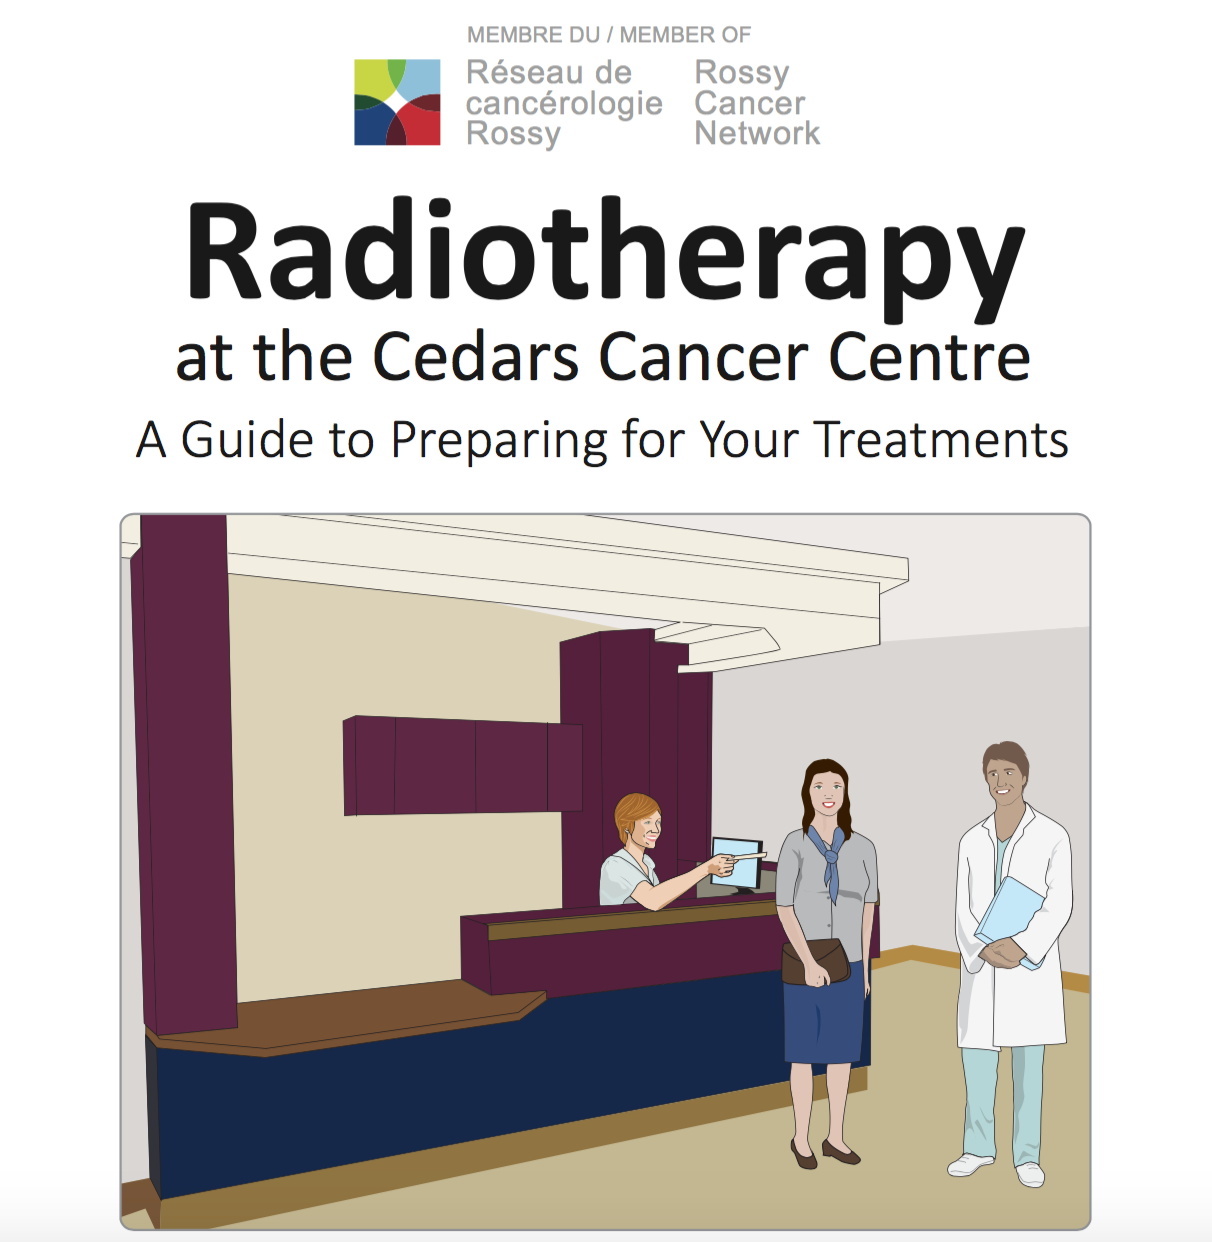 MEMBRE DU / MEMBER OF
Réseau de
cancérologie
Rossy
Rossy
Cancer
Network
Radiotherapy
at the Cedars Cancer Centre
A Guide to Preparing for Your Treatments